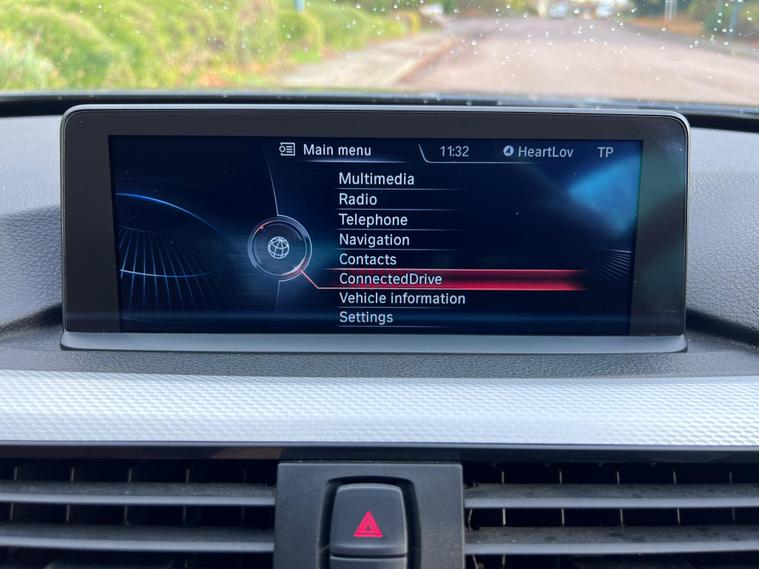 Main menu
11:32
HeartLov
TP
Multimedia
Radio
Telephone
Navigation
Contacts
ConnectedDrive
Vehicle information
Settings